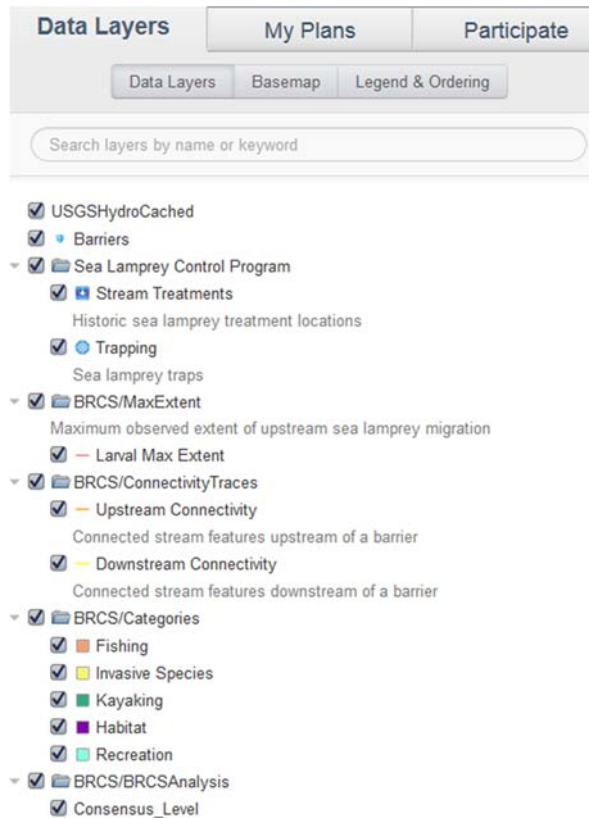 Data Layers My Plans Participate
Data Layers Basemap Legend & Ordering
Search layers by name or keyword
USGSHydroCached
Barriers
Sea Lamprey Control Program
Stream Treatments
Historic sea lamprey treatment locations
Trapping
Sea lamprey traps
BRCS/MaxExtent
Maximum observed extent of upstream sea lamprey migration
Larval Max Extent
BRCS/ConnectivityTraces
Upstream Connectivity
Connected stream features upstream of a barrier
Downstream Connectivity
Connected stream features downstream of a barrier
BRCS/Categories
Fishing
Invasive Species
Kayaking
Habitat
Recreation
BRCS/BRCSAnalysis
Consensus_Level